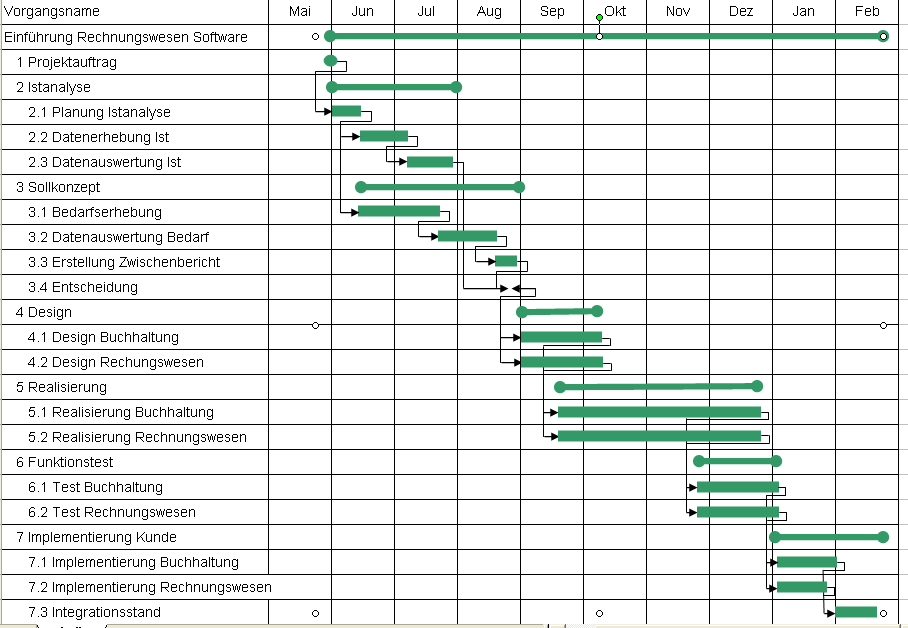 Vorgangsname Mai Jun Jul Aug Sep Okt Nov Dez Jan Feb
Einführung Rechnungswesen Software
1 Projektauftrag
2 Istanalyse
2.1 Planung Istanalyse
2.2 Datenerhebung Ist
2.3 Datenauswertung Ist
3 Sollkonzept
3.1 Bedarfserhebung
3.2 Datenauswertung Bedarf
3.3 Erstellung Zwischenbericht
3.4 Entscheidung
4 Design
4.1 Design Buchhaltung
4.2 Design Rechungswesen
5 Realisierung
5.1 Realisierung Buchhaltung
5.2 Realisierung Rechnungswesen
6 Funktionstest
6.1 Test Buchhaltung
6.2 Test Rechnungswesen
7 Implementierung Kunde
7.1 Implementierung Buchhaltung
7.2 Implementierung Rechnungswesen
7.3 Integrationsstand